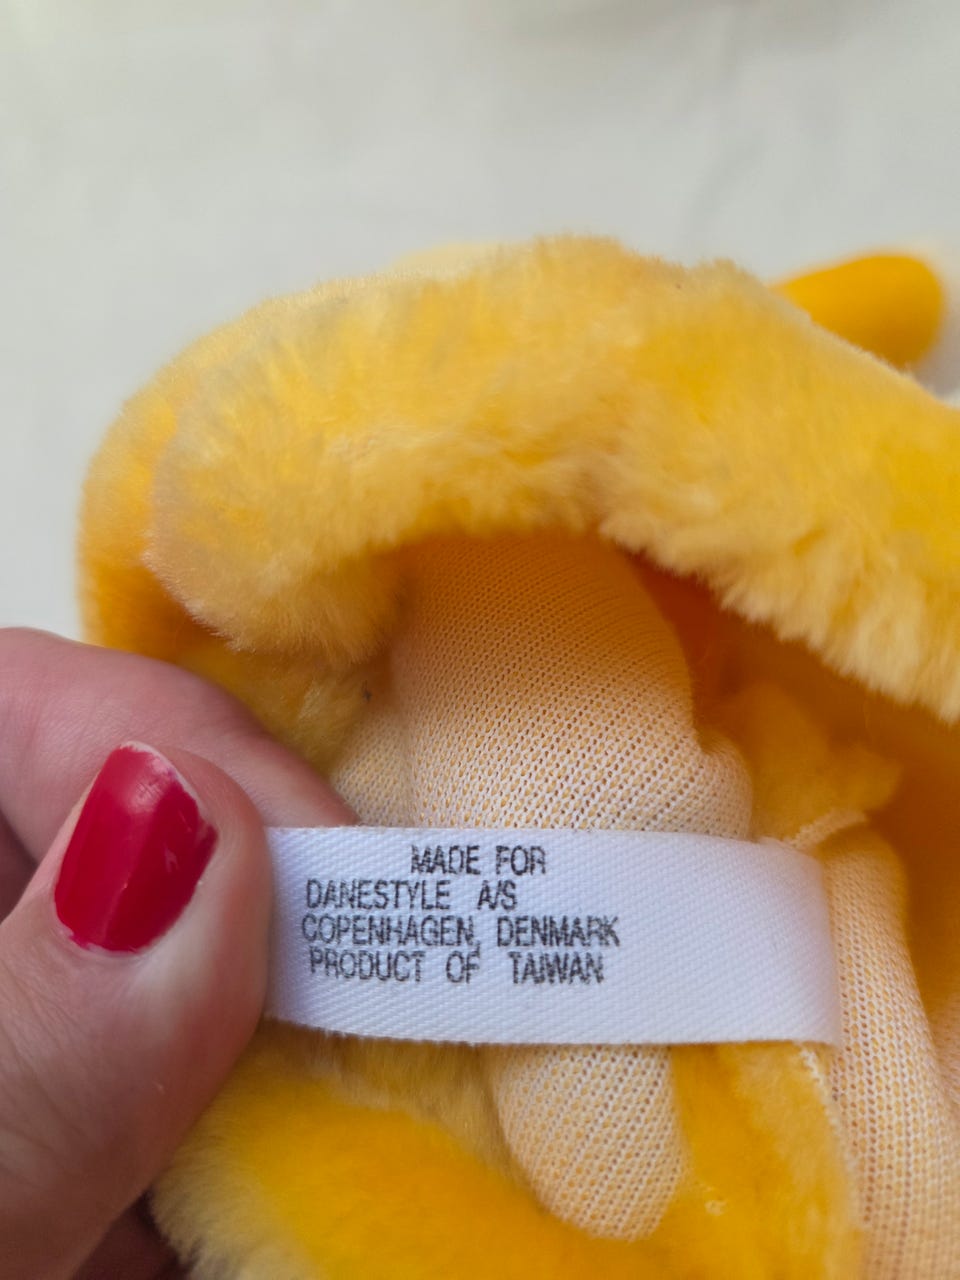 MADE FOR
DANESTYLE A/S
COPENHAGEN, DENMARK
PRODUCT OF TAIWAN